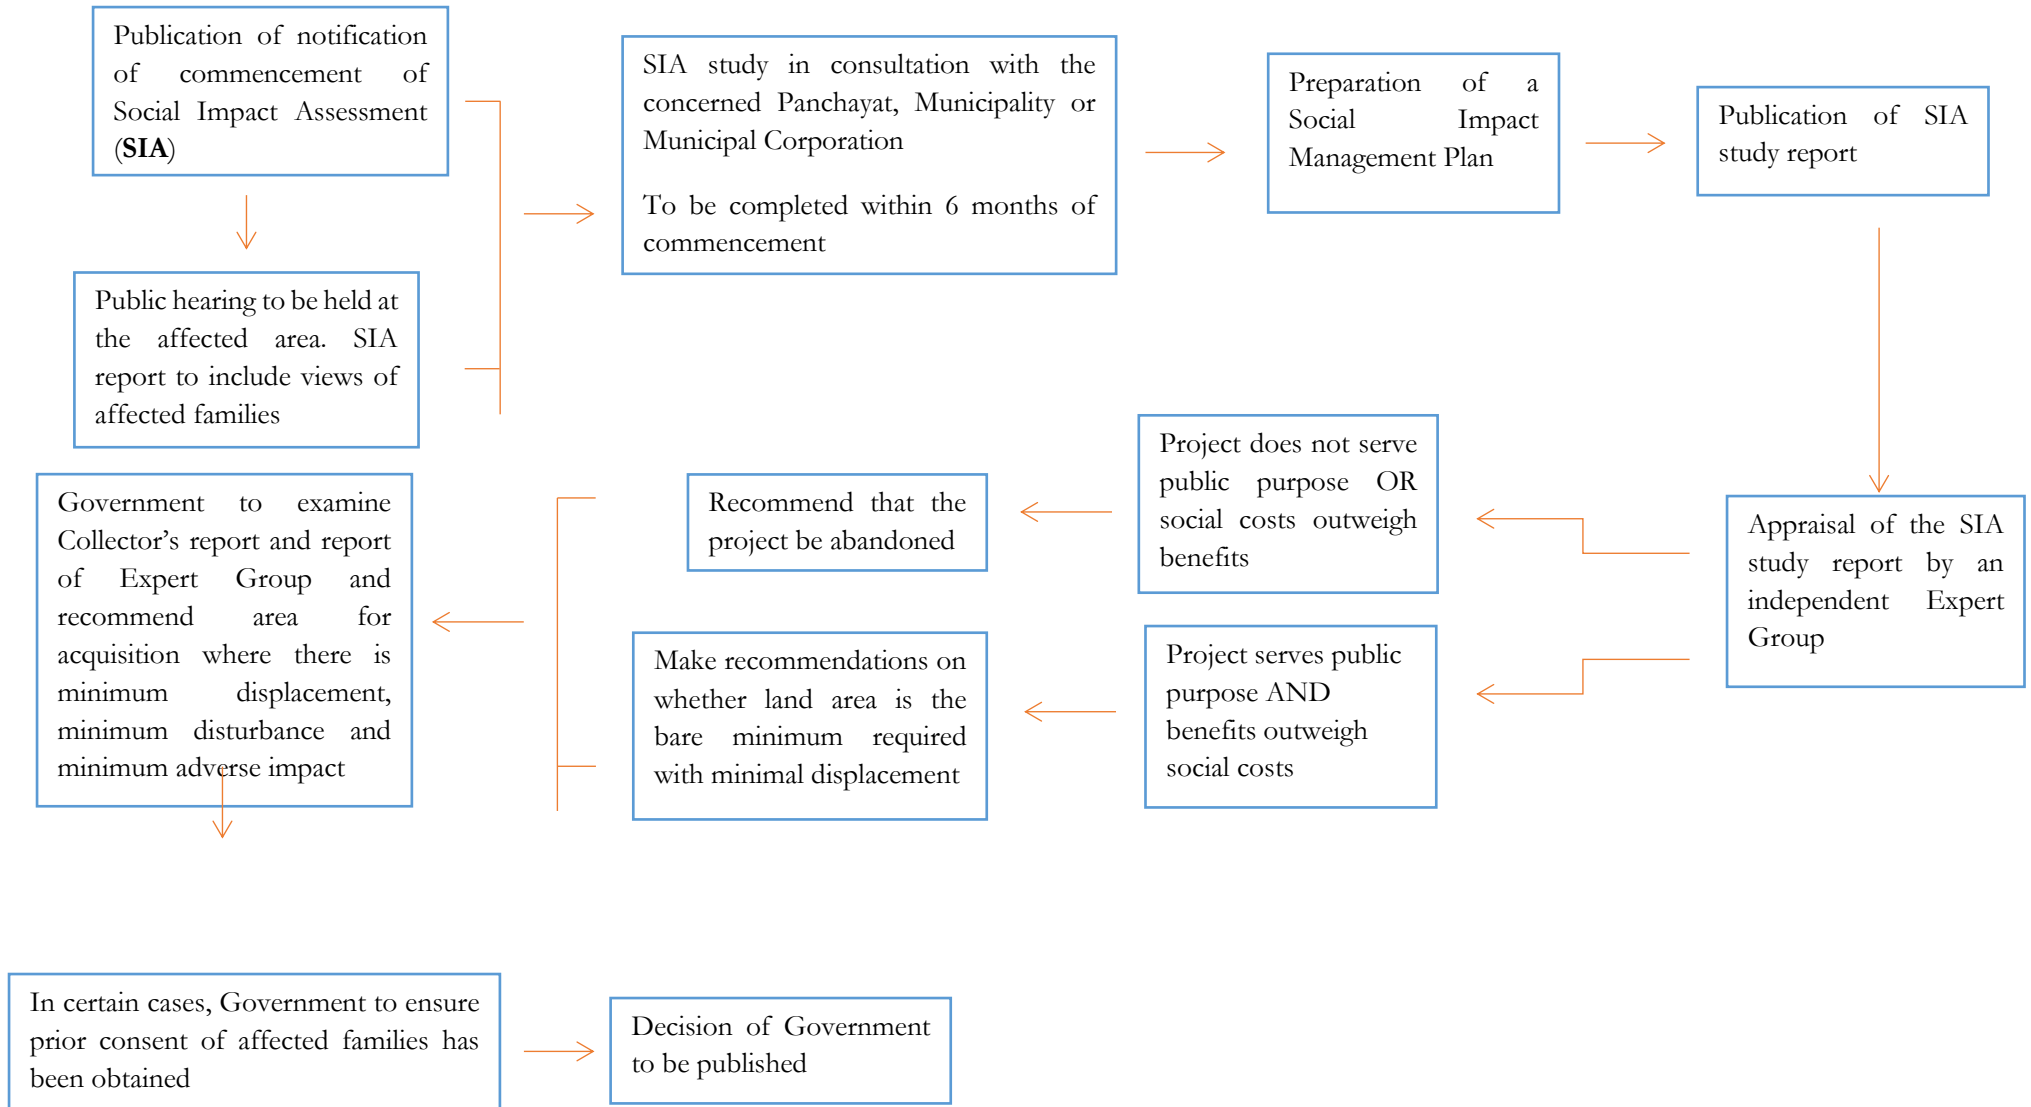 Publication of notification
of commencement of
Social Impact Assessment
(SIA)
SIA study in consultation with the
concerned Panchayat, Municipality or
Municipal Corporation
To be completed within 6 months of
commencement
Preparation of a
Social Impact
Management Plan
Publication of SIA
study report
Public hearing to be held at
the affected area. SIA
report to include views of
affected families
Appraisal of the SIA
study report by an
independent Expert
Group
Project does not serve
public purpose OR
social costs outweigh
benefits
Recommend that the
project be abandoned
Project serves public
purpose AND
benefits outweigh
social costs
Make recommendations on
whether land area is the
bare minimum required
with minimal displacement
Government to examine
Collector’s report and report
of Expert Group and
recommend area for
acquisition where there is
minimum displacement,
minimum disturbance and
minimum adverse impact
In certain cases, Government to ensure
prior consent of affected families has
been obtained
Decision of Government
to be published